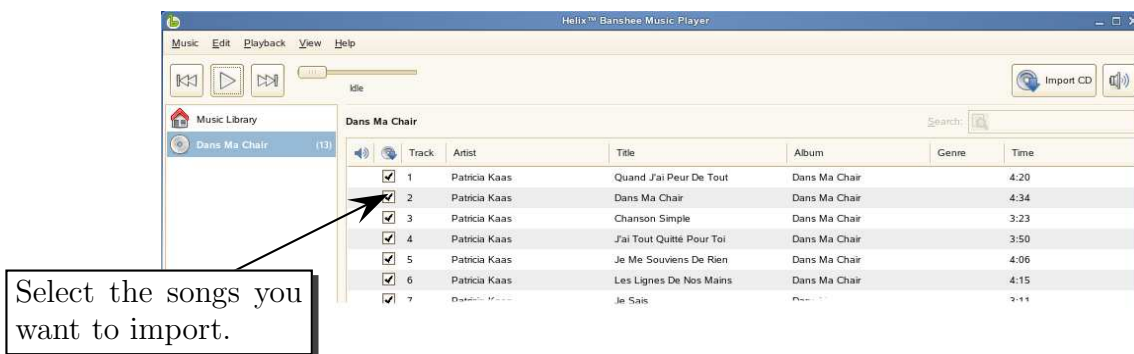 Helix™ Banshee Music Player
Music Edit Playback View Help
Idle
Import CD
Music Library
Dans Ma Chair (13)
Dans Ma Chair
Search:
Track Artist Title Album Genre Time
1 Patricia Kaas Quand J'ai Peur De Tout Dans Ma Chair 4:20
2 Patricia Kaas Dans Ma Chair Dans Ma Chair 4:34
3 Patricia Kaas Chanson Simple Dans Ma Chair 3:23
4 Patricia Kaas J'ai Tout Quitté Pour Toi Dans Ma Chair 3:50
5 Patricia Kaas Je Me Souviens De Rien Dans Ma Chair 4:06
6 Patricia Kaas Les Lignes De Nos Mains Dans Ma Chair 4:15
7 Je Sais 3:11
Select the songs you
want to import.